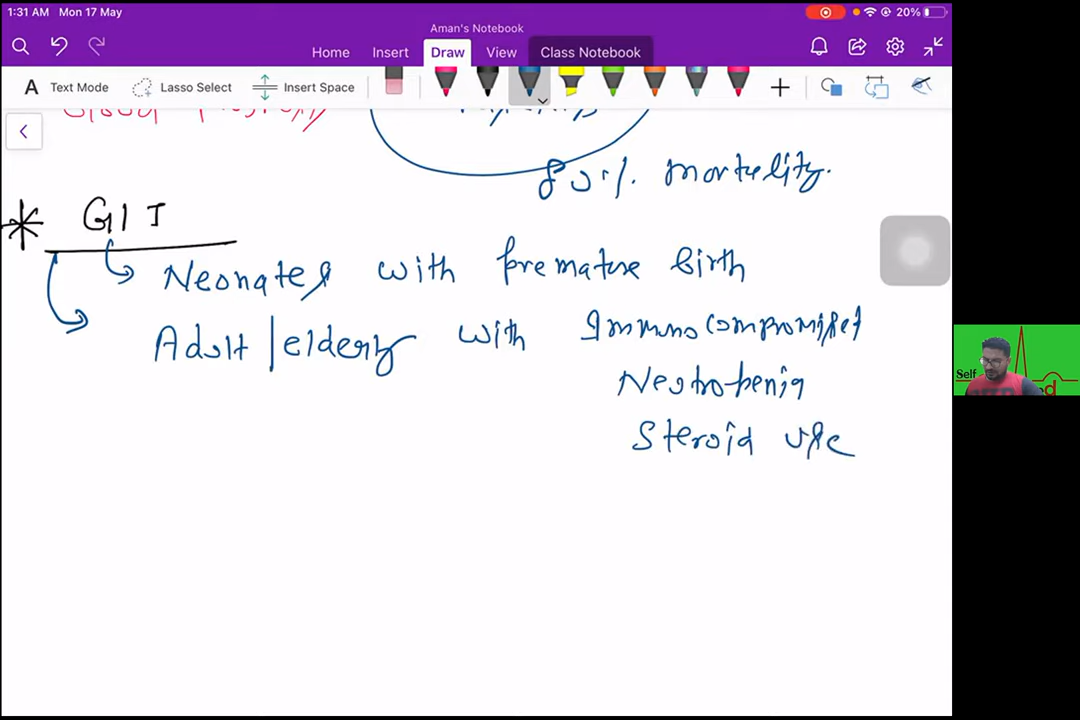 1:31 AM Mon 17 May 20%
Aman's Notebook
Home Insert Draw View Class Notebook
A Text Mode Lasso Select Insert Space
80% mortality.
* GIT
Neonates with premature birth
Adult/elderly with Immunocompromised
Neutropenia
Steroid use
Self